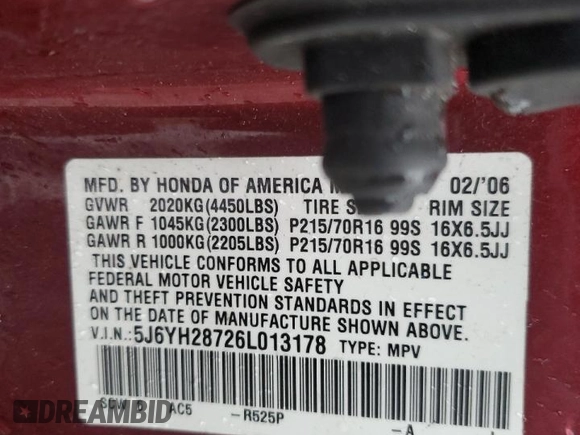 MFD. BY HONDA OF AMERICA 02/'06
GVWR 2020KG(4450LBS) TIRE RIM SIZE
GAWR F 1045KG(2300LBS) P215/70R16 99S 16X6.5JJ
GAWR R 1000KG(2205LBS) P215/70R16 99S 16X6.5JJ
THIS VEHICLE CONFORMS TO ALL APPLICABLE
FEDERAL MOTOR VEHICLE SAFETY
AND THEFT PREVENTION STANDARDS IN EFFECT
ON THE DATE OF MANUFACTURE SHOWN ABOVE.
V.I.N.: 5J6YH28726L013178 TYPE: MPV
AC5 -R525P -A
DREAMBID